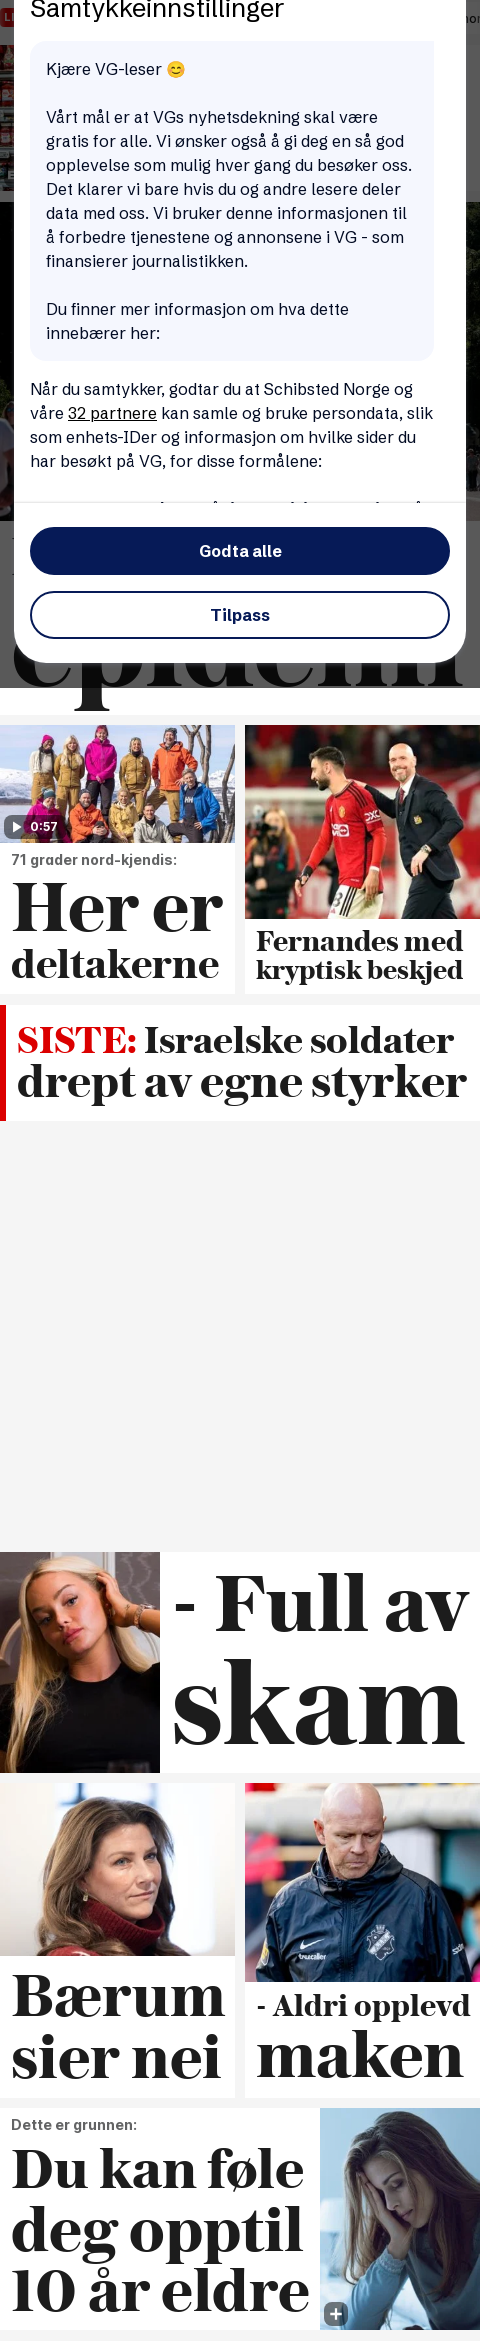 Samtykkeinnstillinger
Kjære VG-leser 😊
Vårt mål er at VGs nyhetsdekning skal være
gratis for alle. Vi ønsker også å gi deg en så god
opplevelse som mulig hver gang du besøker oss.
Det klarer vi bare hvis du og andre lesere deler
data med oss. Vi bruker denne informasjonen til
å forbedre tjenestene og annonsene i VG - som
finansierer journalistikken.
Du finner mer informasjon om hva dette
innebærer her:
Når du samtykker, godtar du at Schibsted Norge og
våre 32 partnere kan samle og bruke persondata, slik
som enhets-IDer og informasjon om hvilke sider du
har besøkt på VG, for disse formålene:
Godta alle
Tilpass
0:57
71 grader nord-kjendis:
Her er
deltakerne
Fernandes med
kryptisk beskjed
SISTE: Israelske soldater
drept av egne styrker
- Full av
skam
Bærum
sier nei
- Aldri opplevd
maken
Dette er grunnen:
Du kan føle
deg opptil
10 år eldre